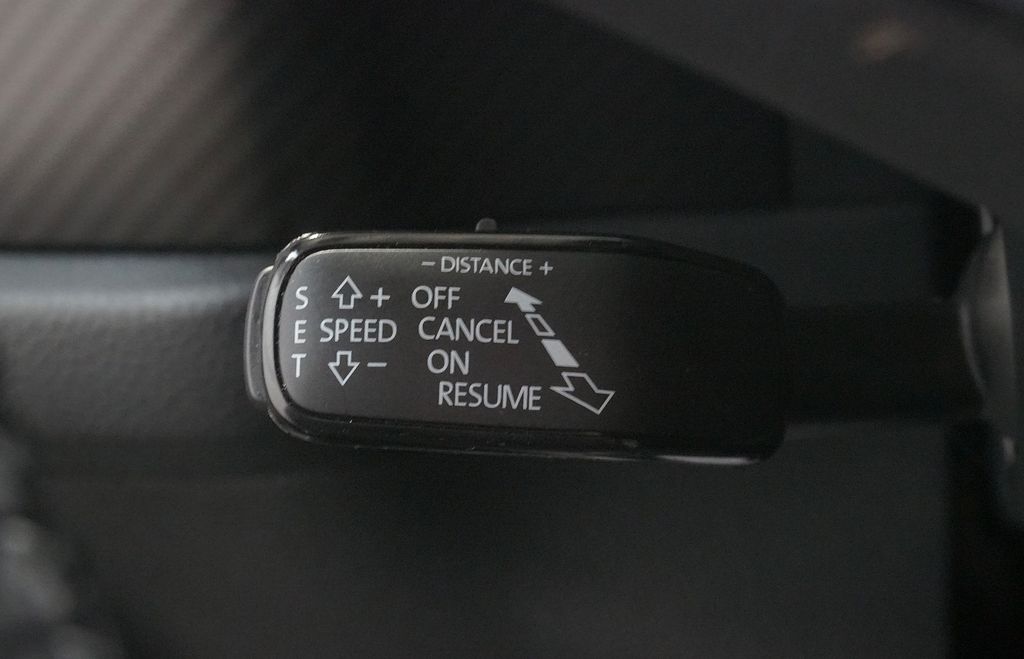 − DISTANCE +
S + OFF
E SPEED CANCEL
T − ON
RESUME